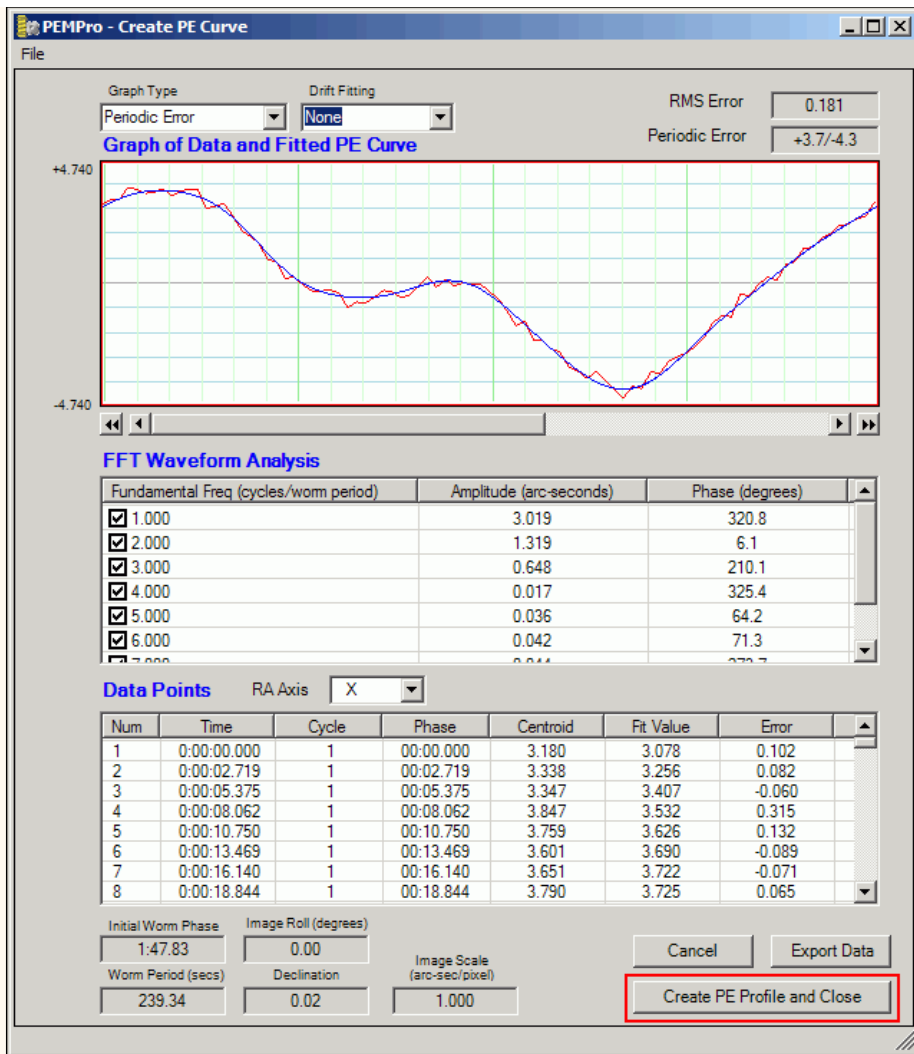 PEMPro - Create PE Curve
File
Graph Type
Drift Fitting
Periodic Error
None
RMS Error
0.181
Periodic Error
+3.7/-4.3
Graph of Data and Fitted PE Curve
+4.740
-4.740
FFT Waveform Analysis
Fundamental Freq (cycles/worm period) Amplitude (arc-seconds) Phase (degrees)
1.000 3.019 320.8
2.000 1.319 6.1
3.000 0.648 210.1
4.000 0.017 325.4
5.000 0.036 64.2
6.000 0.042 71.3
Data Points RA Axis X
Num Time Cycle Phase Centroid Fit Value Error
1 0:00:00.000 1 00:00.000 3.180 3.078 0.102
2 0:00:02.719 1 00:02.719 3.338 3.256 0.082
3 0:00:05.375 1 00:05.375 3.347 3.407 -0.060
4 0:00:08.062 1 00:08.062 3.847 3.532 0.315
5 0:00:10.750 1 00:10.750 3.759 3.626 0.132
6 0:00:13.469 1 00:13.469 3.601 3.690 -0.089
7 0:00:16.140 1 00:16.140 3.651 3.722 -0.071
8 0:00:18.844 1 00:18.844 3.790 3.725 0.065
Initial Worm Phase
1:47.83
Image Roll (degrees)
0.00
Worm Period (secs)
239.34
Declination
0.02
Image Scale
(arc-sec/pixel)
1.000
Cancel
Export Data
Create PE Profile and Close